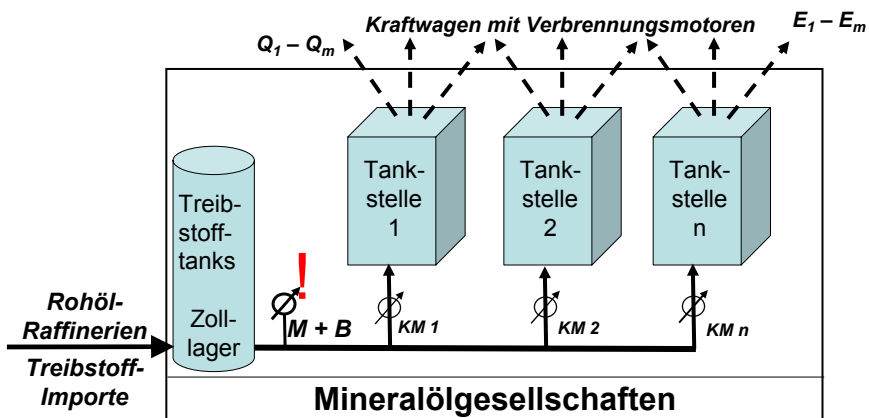 Kraftwagen mit Verbrennungsmotoren
E1 – Em
Q1 – Qm
Tank-
stelle
1
Tank-
stelle
2
Tank-
stelle
n
Treib-
stoff-
tanks
Zoll-
lager
!
M + B
KM 1
KM 2
KM n
Rohöl-
Raffinerien
Treibstoff-
Importe
Mineralölgesellschaften